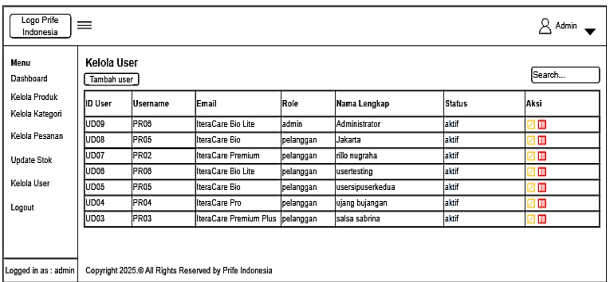 Logo Prife
Indonesia
Admin
Menu
Dashboard
Kelola Produk
Kelola Kategori
Kelola Pesanan
Update Stok
Kelola User
Logout
Logged in as : admin
Kelola User
Tambah user
Search...
ID User Username Email Role Nama Lengkap Status Aksi
UD09 PR06 IteraCare Bio Lite admin Administrator aktif
UD08 PR05 IteraCare Bio pelanggan Jakarta aktif
UD07 PR02 IteraCare Premium pelanggan rillo nugraha aktif
UD06 PR06 IteraCare Bio Lite pelanggan usertesting aktif
UD05 PR05 IteraCare Bio pelanggan usersipuserkedua aktif
UD04 PR04 IteraCare Pro pelanggan ujang bujangan aktif
UD03 PR03 IteraCare Premium Plus pelanggan salsa sabrina aktif
Copyright 2025.© All Rights Reserved by Prife Indonesia